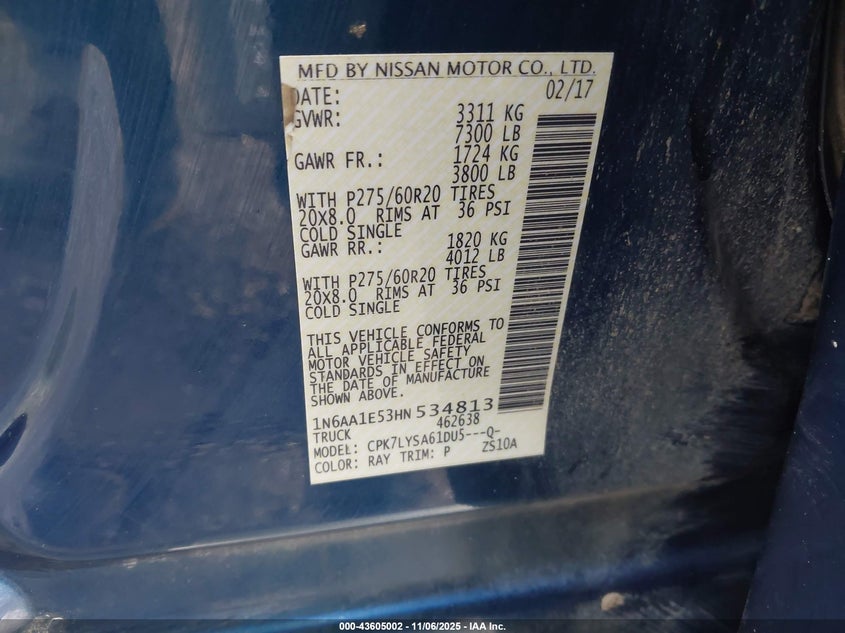 MFD BY NISSAN MOTOR CO., LTD.
DATE: 02/17
GVWR: 3311 KG
7300 LB
GAWR FR.: 1724 KG
3800 LB
WITH P275/60R20 TIRES
20X8.0 RIMS AT 36 PSI
COLD SINGLE
GAWR RR.: 1820 KG
4012 LB
WITH P275/60R20 TIRES
20X8.0 RIMS AT 36 PSI
COLD SINGLE
THIS VEHICLE CONFORMS TO
ALL APPLICABLE FEDERAL
MOTOR VEHICLE SAFETY
STANDARDS IN EFFECT ON
THE DATE OF MANUFACTURE
SHOWN ABOVE.
1N6AA1E53HN534813
TRUCK 462638
MODEL: CPK7LYSA61DU5---Q-
COLOR: RAY TRIM: P ZS10A
000-43605002 - 11/06/2025 - IAA Inc.